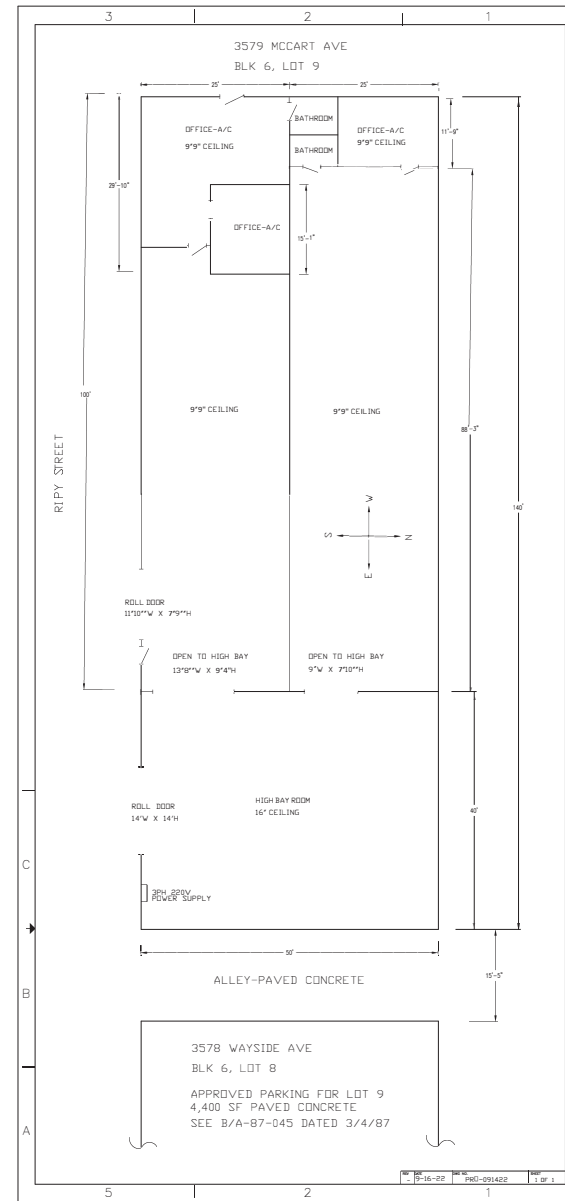 3 2 1
3579 MCCART AVE
BLK 6, LOT 9
25' 25'
OFFICE-A/C
9'9" CEILING
BATHROOM
BATHROOM
OFFICE-A/C
9'9" CEILING
11'-9"
29'-10"
OFFICE-A/C
15'-1"
100'
9'9" CEILING
9'9" CEILING
88'-3"
RIPY STREET
140'
W
S N
E
ROLL DOOR
11'10""W X 7'9""H
OPEN TO HIGH BAY
13'8""W X 9'4"H
OPEN TO HIGH BAY
9'W X 7'10""H
ROLL DOOR
14'W X 14'H
HIGH BAY ROOM
16" CEILING
40'
C
3PH 220V
POWER SUPPLY
50'
ALLEY-PAVED CONCRETE
15'-5"
B
3578 WAYSIDE AVE
BLK 6, LOT 8
APPROVED PARKING FOR LOT 9
4,400 SF PAVED CONCRETE
SEE B/A-87-045 DATED 3/4/87
A
REV DATE DWG NO. SHEET
- 9-16-22 PRO-091422 1 OF 1
5 2 1